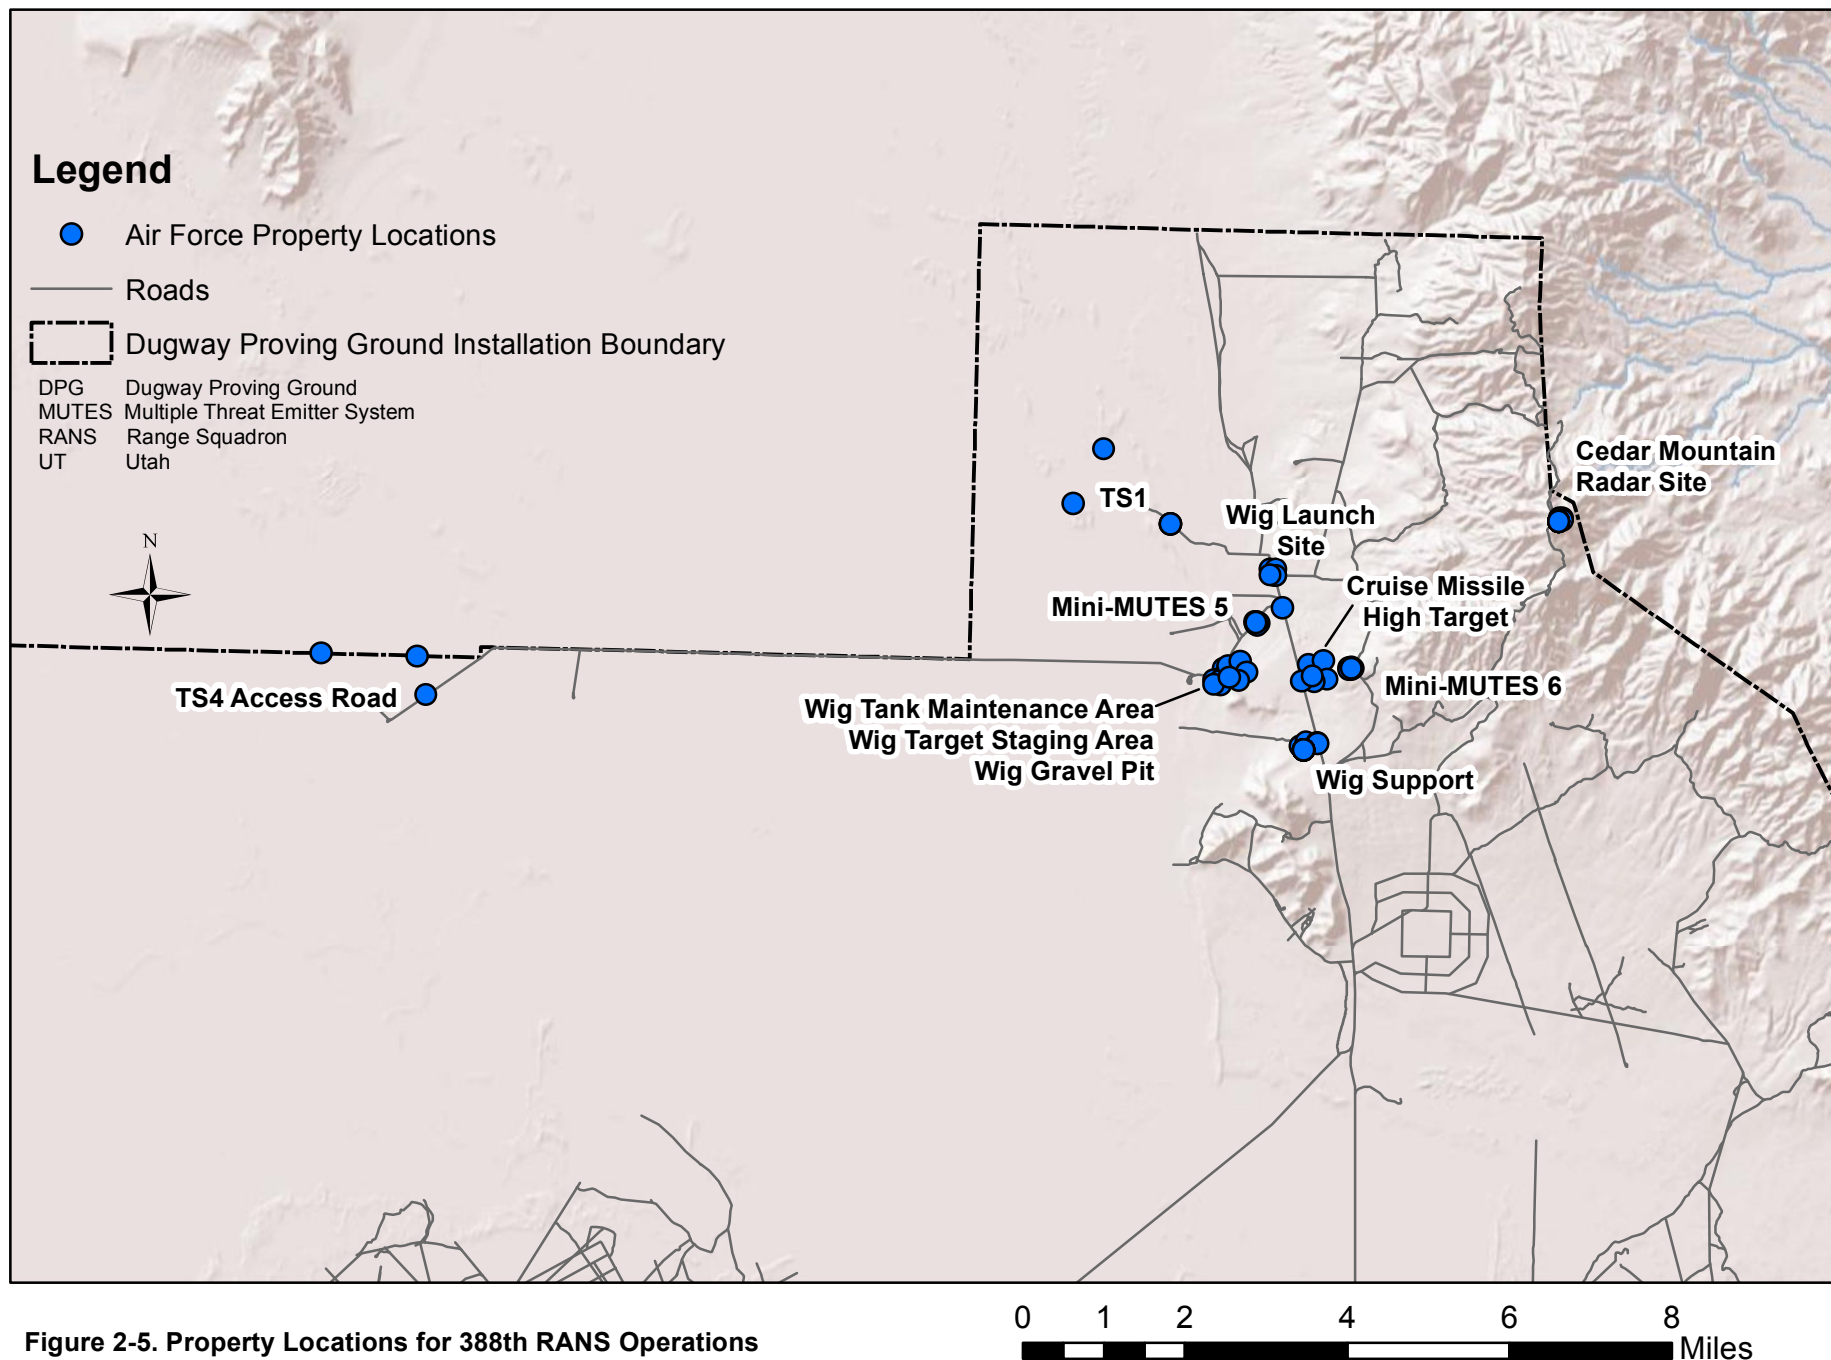 Legend
Air Force Property Locations
Roads
Dugway Proving Ground Installation Boundary
DPG Dugway Proving Ground
MUTES Multiple Threat Emitter System
RANS Range Squadron
UT Utah
N
Cedar Mountain
Radar Site
TS1
Wig Launch
Site
Cruise Missile
High Target
Mini-MUTES 5
TS4 Access Road
Mini-MUTES 6
Wig Tank Maintenance Area
Wig Target Staging Area
Wig Gravel Pit
Wig Support
0 1 2 4 6 8
Miles
Figure 2-5. Property Locations for 388th RANS Operations